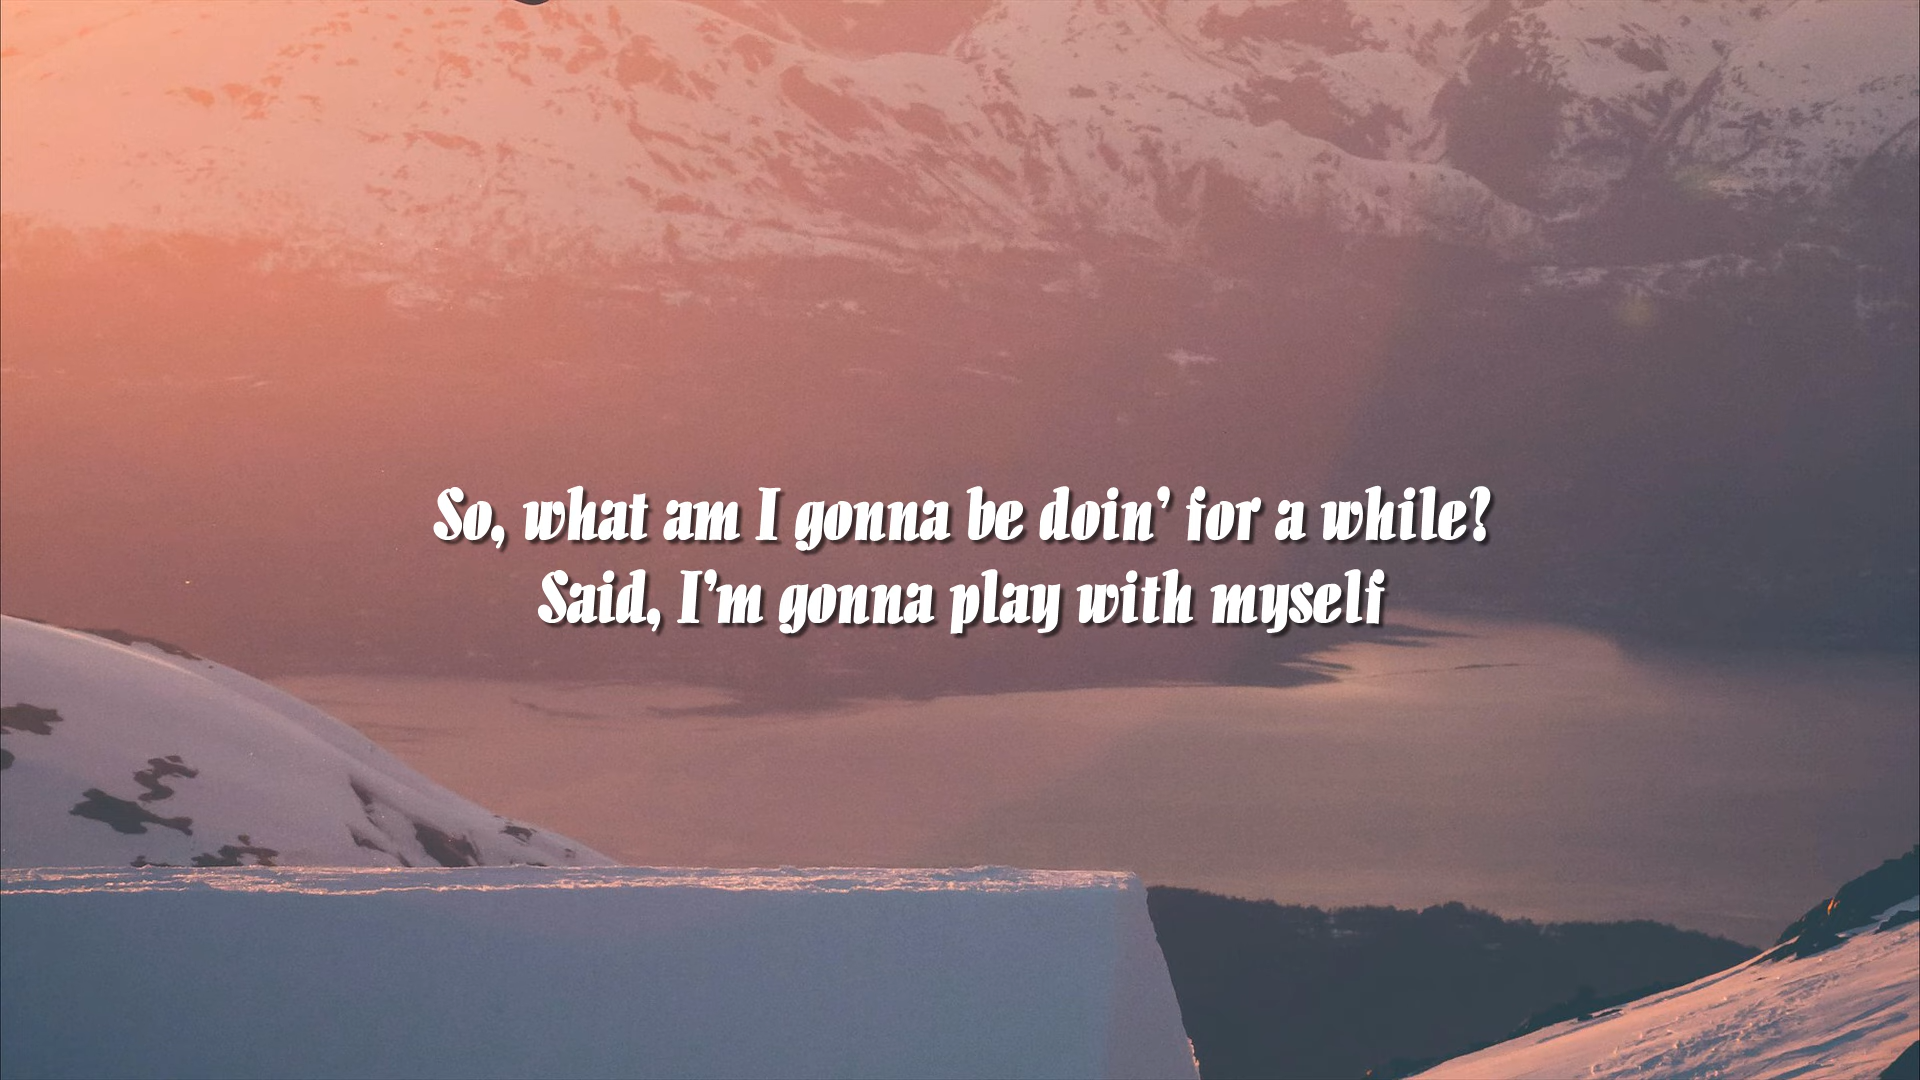 So, what am I gonna be doin’ for a while?
Said, I’m gonna play with myself